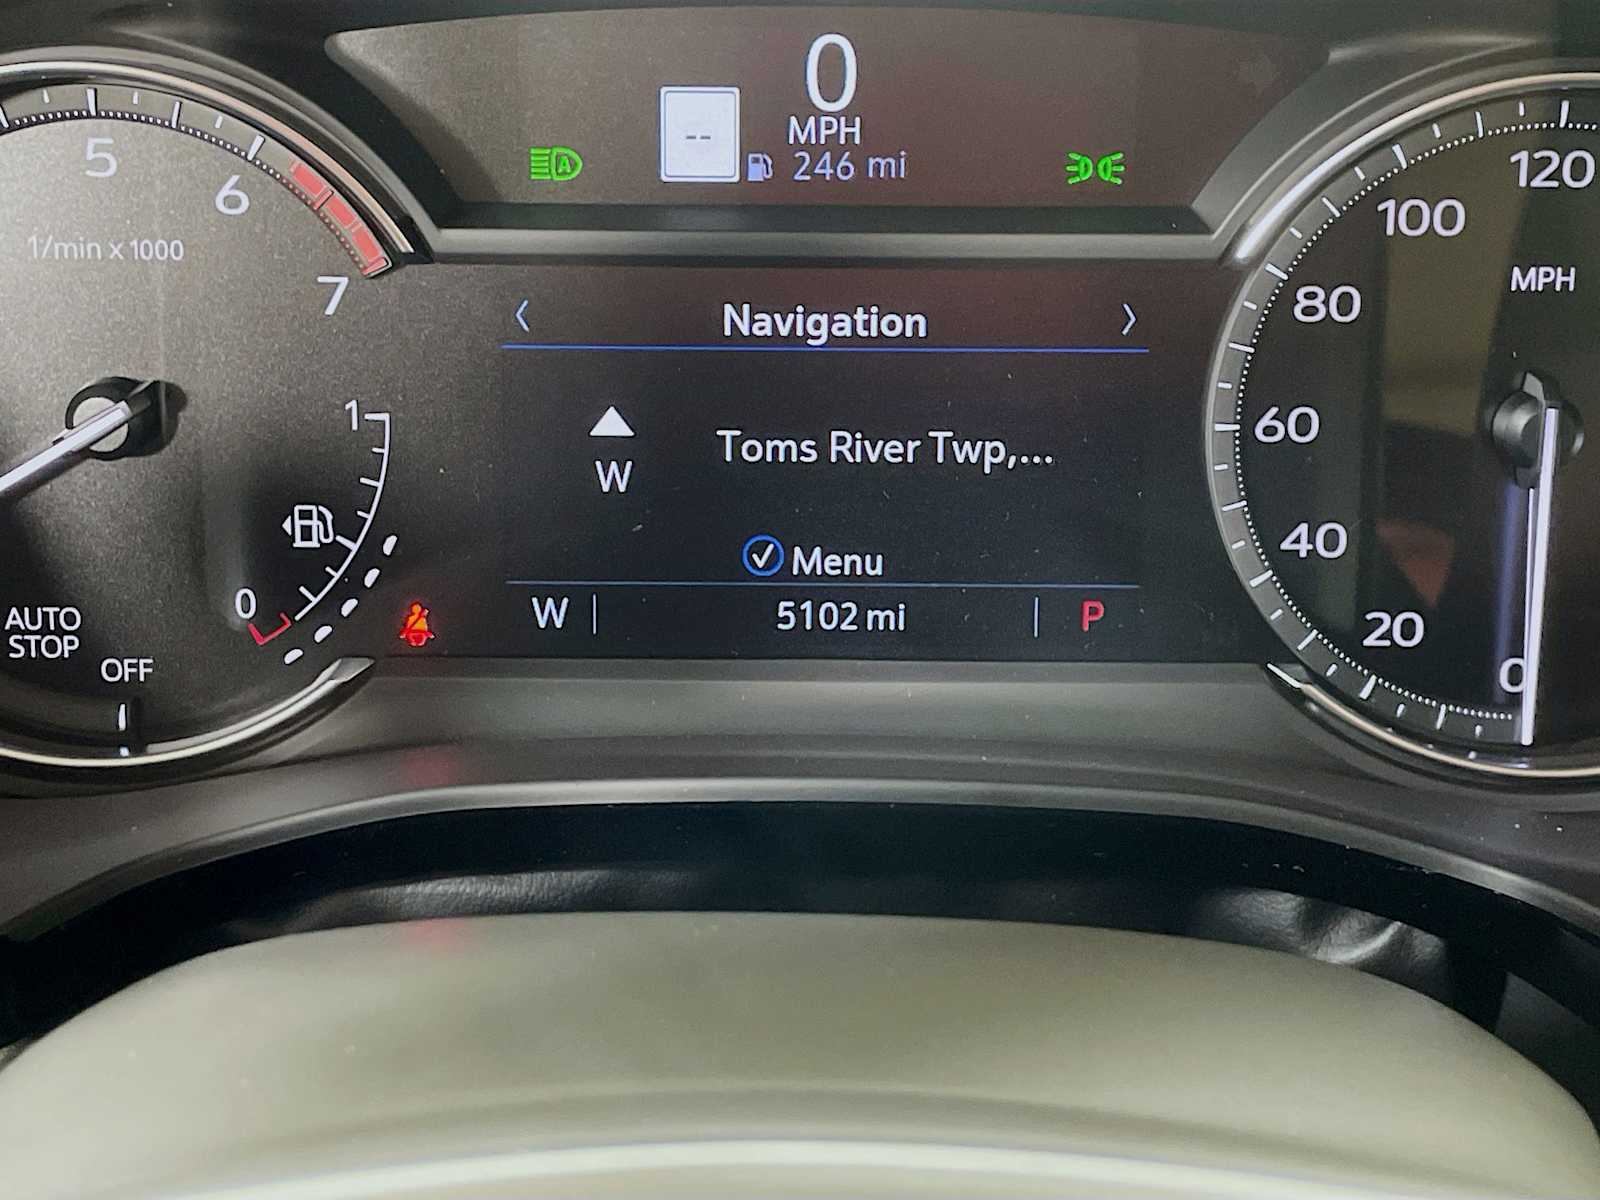 0
MPH
--
246 mi
A
5
6
7
1/min x 1000
1
0
AUTO
STOP
OFF
Navigation
W
Toms River Twp,...
Menu
W
5102 mi
P
120
100
MPH
80
60
40
20
0